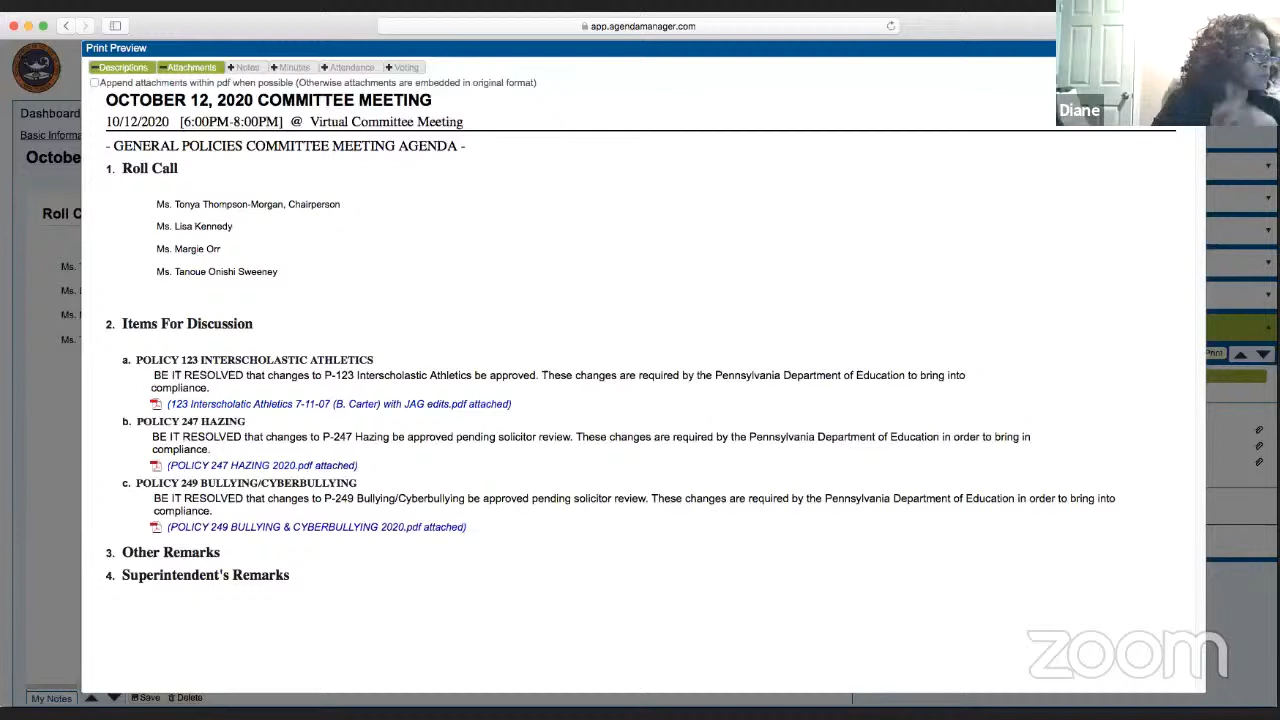 app.agendamanager.com
Print Preview
Descriptions Attachments Notes Minutes Attendance Voting
Append attachments within pdf when possible (Otherwise attachments are embedded in original format)
OCTOBER 12, 2020 COMMITTEE MEETING
10/12/2020 [6:00PM-8:00PM] @ Virtual Committee Meeting
- GENERAL POLICIES COMMITTEE MEETING AGENDA -
1. Roll Call
Ms. Tonya Thompson-Morgan, Chairperson
Ms. Lisa Kennedy
Ms. Margie Orr
Ms. Tanoue Onishi Sweeney
2. Items For Discussion
a. POLICY 123 INTERSCHOLASTIC ATHLETICS
BE IT RESOLVED that changes to P-123 Interscholastic Athletics be approved. These changes are required by the Pennsylvania Department of Education to bring into
compliance.
(123 Interscholatic Athletics 7-11-07 (B. Carter) with JAG edits.pdf attached)
b. POLICY 247 HAZING
BE IT RESOLVED that changes to P-247 Hazing be approved pending solicitor review. These changes are required by the Pennsylvania Department of Education in order to bring in
compliance.
(POLICY 247 HAZING 2020.pdf attached)
c. POLICY 249 BULLYING/CYBERBULLYING
BE IT RESOLVED that changes to P-249 Bullying/Cyberbullying be approved pending solicitor review. These changes are required by the Pennsylvania Department of Education in order to bring into
compliance.
(POLICY 249 BULLYING & CYBERBULLYING 2020.pdf attached)
3. Other Remarks
4. Superintendent's Remarks
Diane
Dashboard
Basic Informa
Octobe
Roll C
Ms.
Ms.
Ms.
Ms.
Print
My Notes Save Delete
zoom